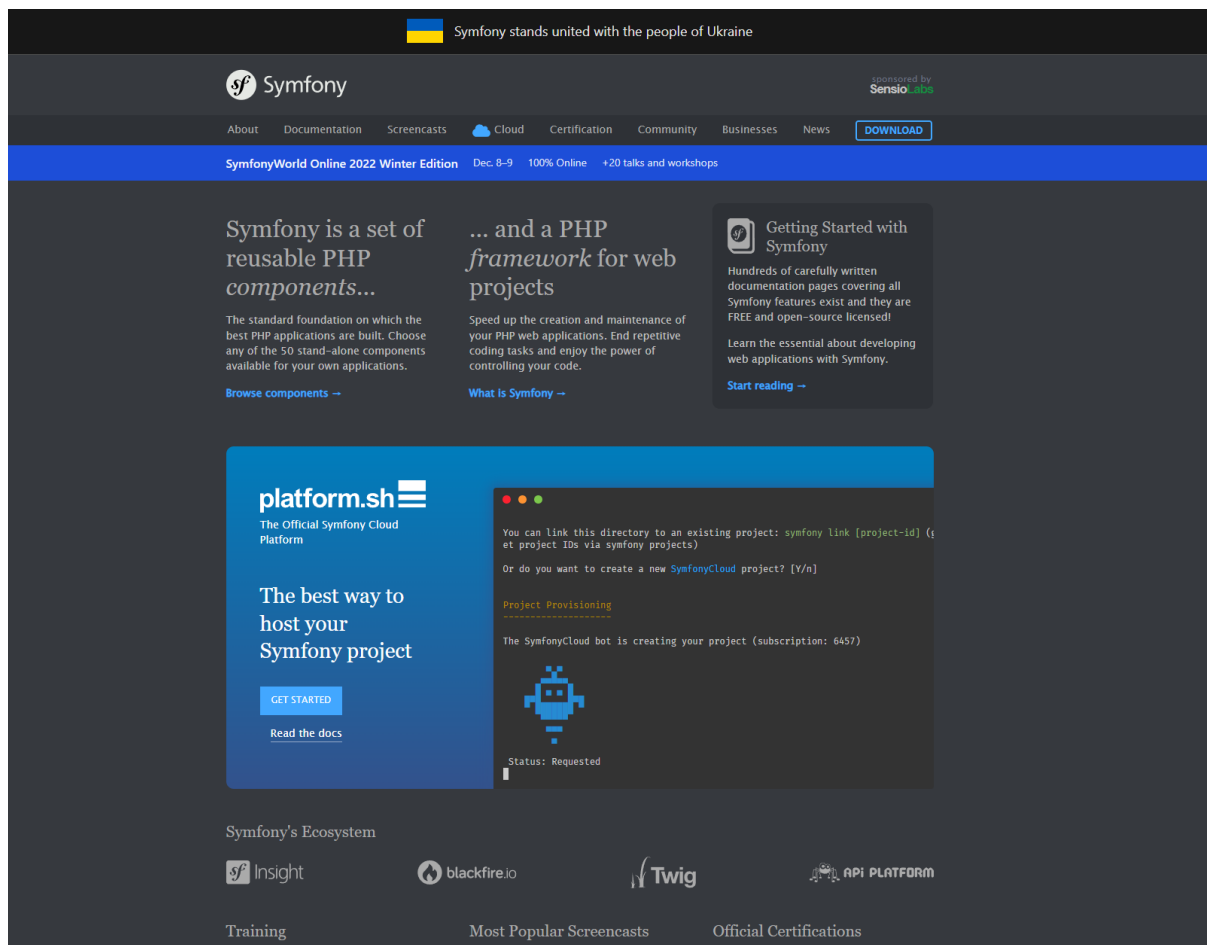 Symfony stands united with the people of Ukraine
sf Symfony
sponsored by
SensioLabs
About Documentation Screencasts Cloud Certification Community Businesses News DOWNLOAD
SymfonyWorld Online 2022 Winter Edition Dec. 8–9 100% Online +20 talks and workshops
Symfony is a set of
reusable PHP
components...
The standard foundation on which the
best PHP applications are built. Choose
any of the 50 stand-alone components
available for your own applications.
Browse components →
... and a PHP
framework for web
projects
Speed up the creation and maintenance of
your PHP web applications. End repetitive
coding tasks and enjoy the power of
controlling your code.
What is Symfony →
sf
Getting Started with
Symfony
Hundreds of carefully written
documentation pages covering all
Symfony features exist and they are
FREE and open-source licensed!
Learn the essential about developing
web applications with Symfony.
Start reading →
platform.sh
The Official Symfony Cloud
Platform
The best way to
host your
Symfony project
GET STARTED
Read the docs
You can link this directory to an existing project: symfony link [project-id] (g
et project IDs via symfony projects)
Or do you want to create a new SymfonyCloud project? [Y/n]
Project Provisioning
--------------------
The SymfonyCloud bot is creating your project (subscription: 6457)
Status: Requested
Symfony's Ecosystem
sf Insight
blackfire.io
Twig
API PLATFORM
Training
Most Popular Screencasts
Official Certifications